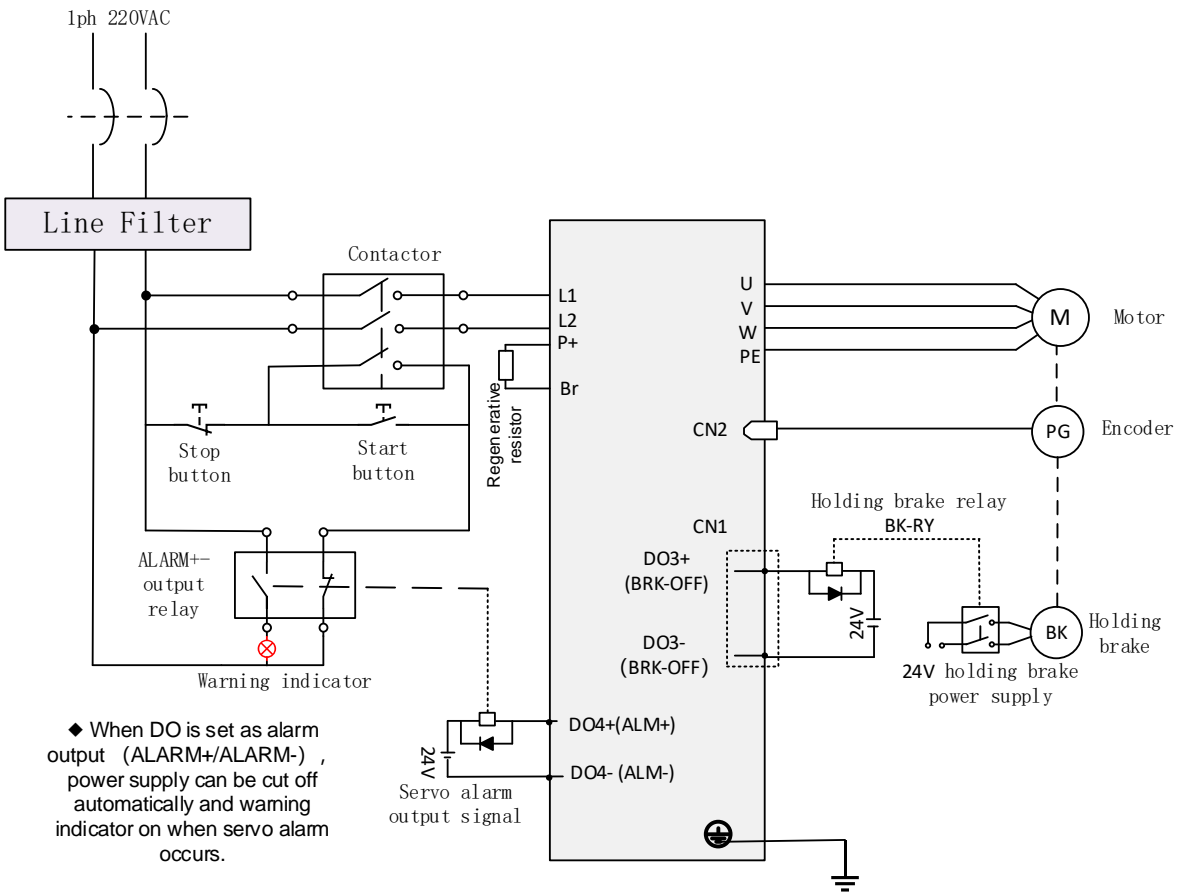 1ph 220VAC
Line Filter
Contactor
L1
L2
P+
Br
Regenerative
resistor
U
V
W
PE
M
Motor
Stop
button
Start
button
CN2
PG
Encoder
Holding brake relay
BK-RY
CN1
DO3+
(BRK-OFF)
24V
DO3-
(BRK-OFF)
BK
Holding
brake
24V holding brake
power supply
ALARM+-
output
relay
Warning indicator
◆ When DO is set as alarm
output (ALARM+/ALARM-) ,
power supply can be cut off
automatically and warning
indicator on when servo alarm
occurs.
DO4+(ALM+)
24V
DO4- (ALM-)
Servo alarm
output signal